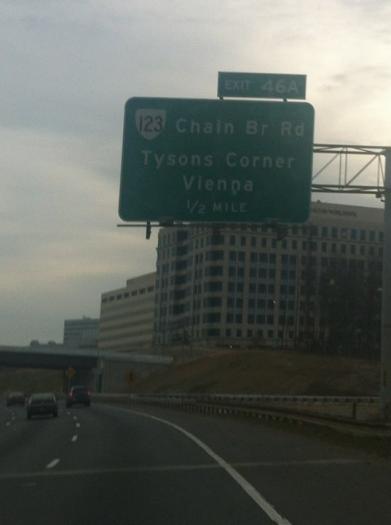 EXIT 46A
123 Chain Br Rd
Tysons Corner
Vienna
1/2 MILE